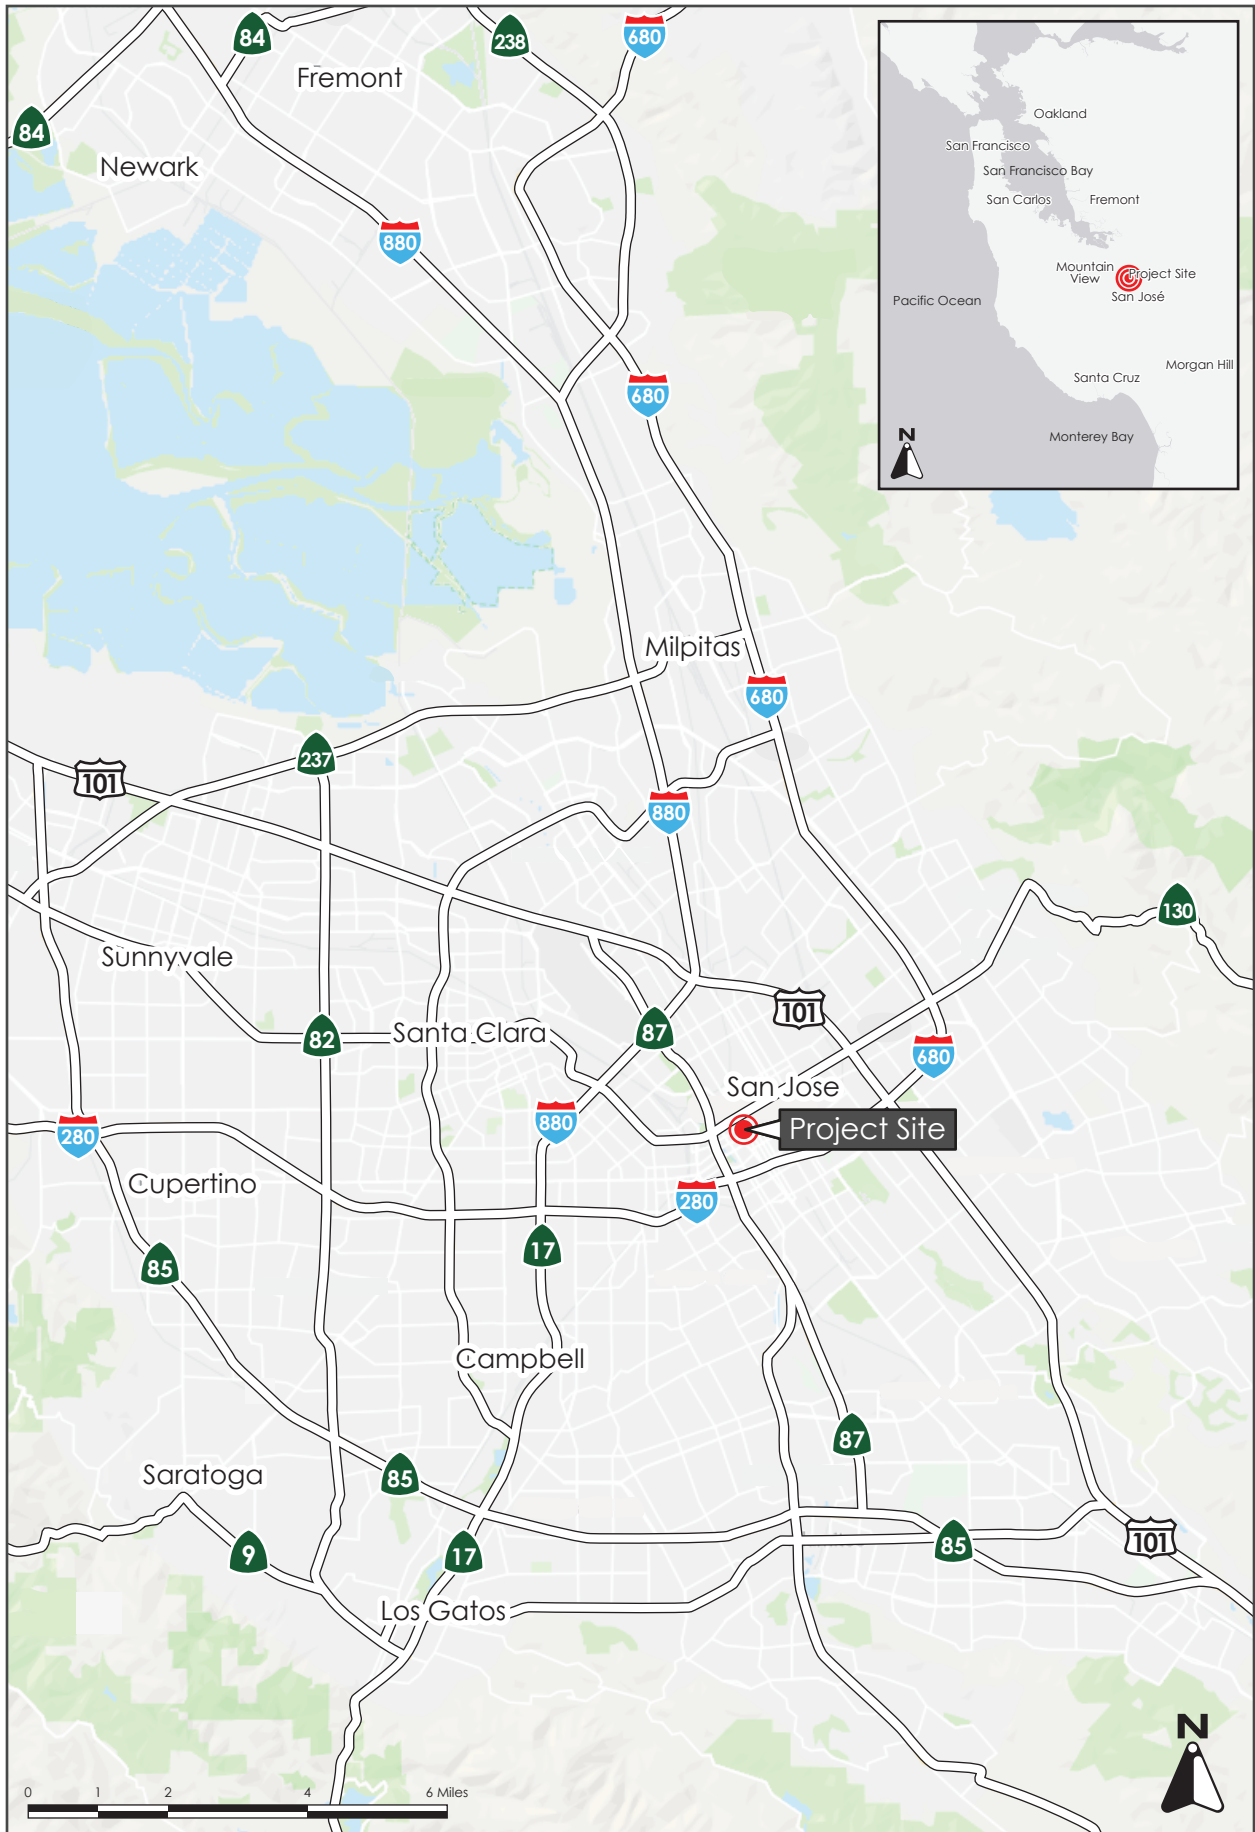 84
238
680
Fremont
84
Newark
880
680
Oakland
San Francisco
San Francisco Bay
San Carlos
Fremont
Mountain
View
Project Site
San José
Pacific Ocean
Morgan Hill
Santa Cruz
Monterey Bay
N
Milpitas
680
237
101
880
130
Sunnyvale
101
82
Santa Clara
87
680
San Jose
880
Project Site
280
Cupertino
280
17
85
Campbell
87
Saratoga
85
101
85
9
17
Los Gatos
N
0 1 2 4 6 Miles